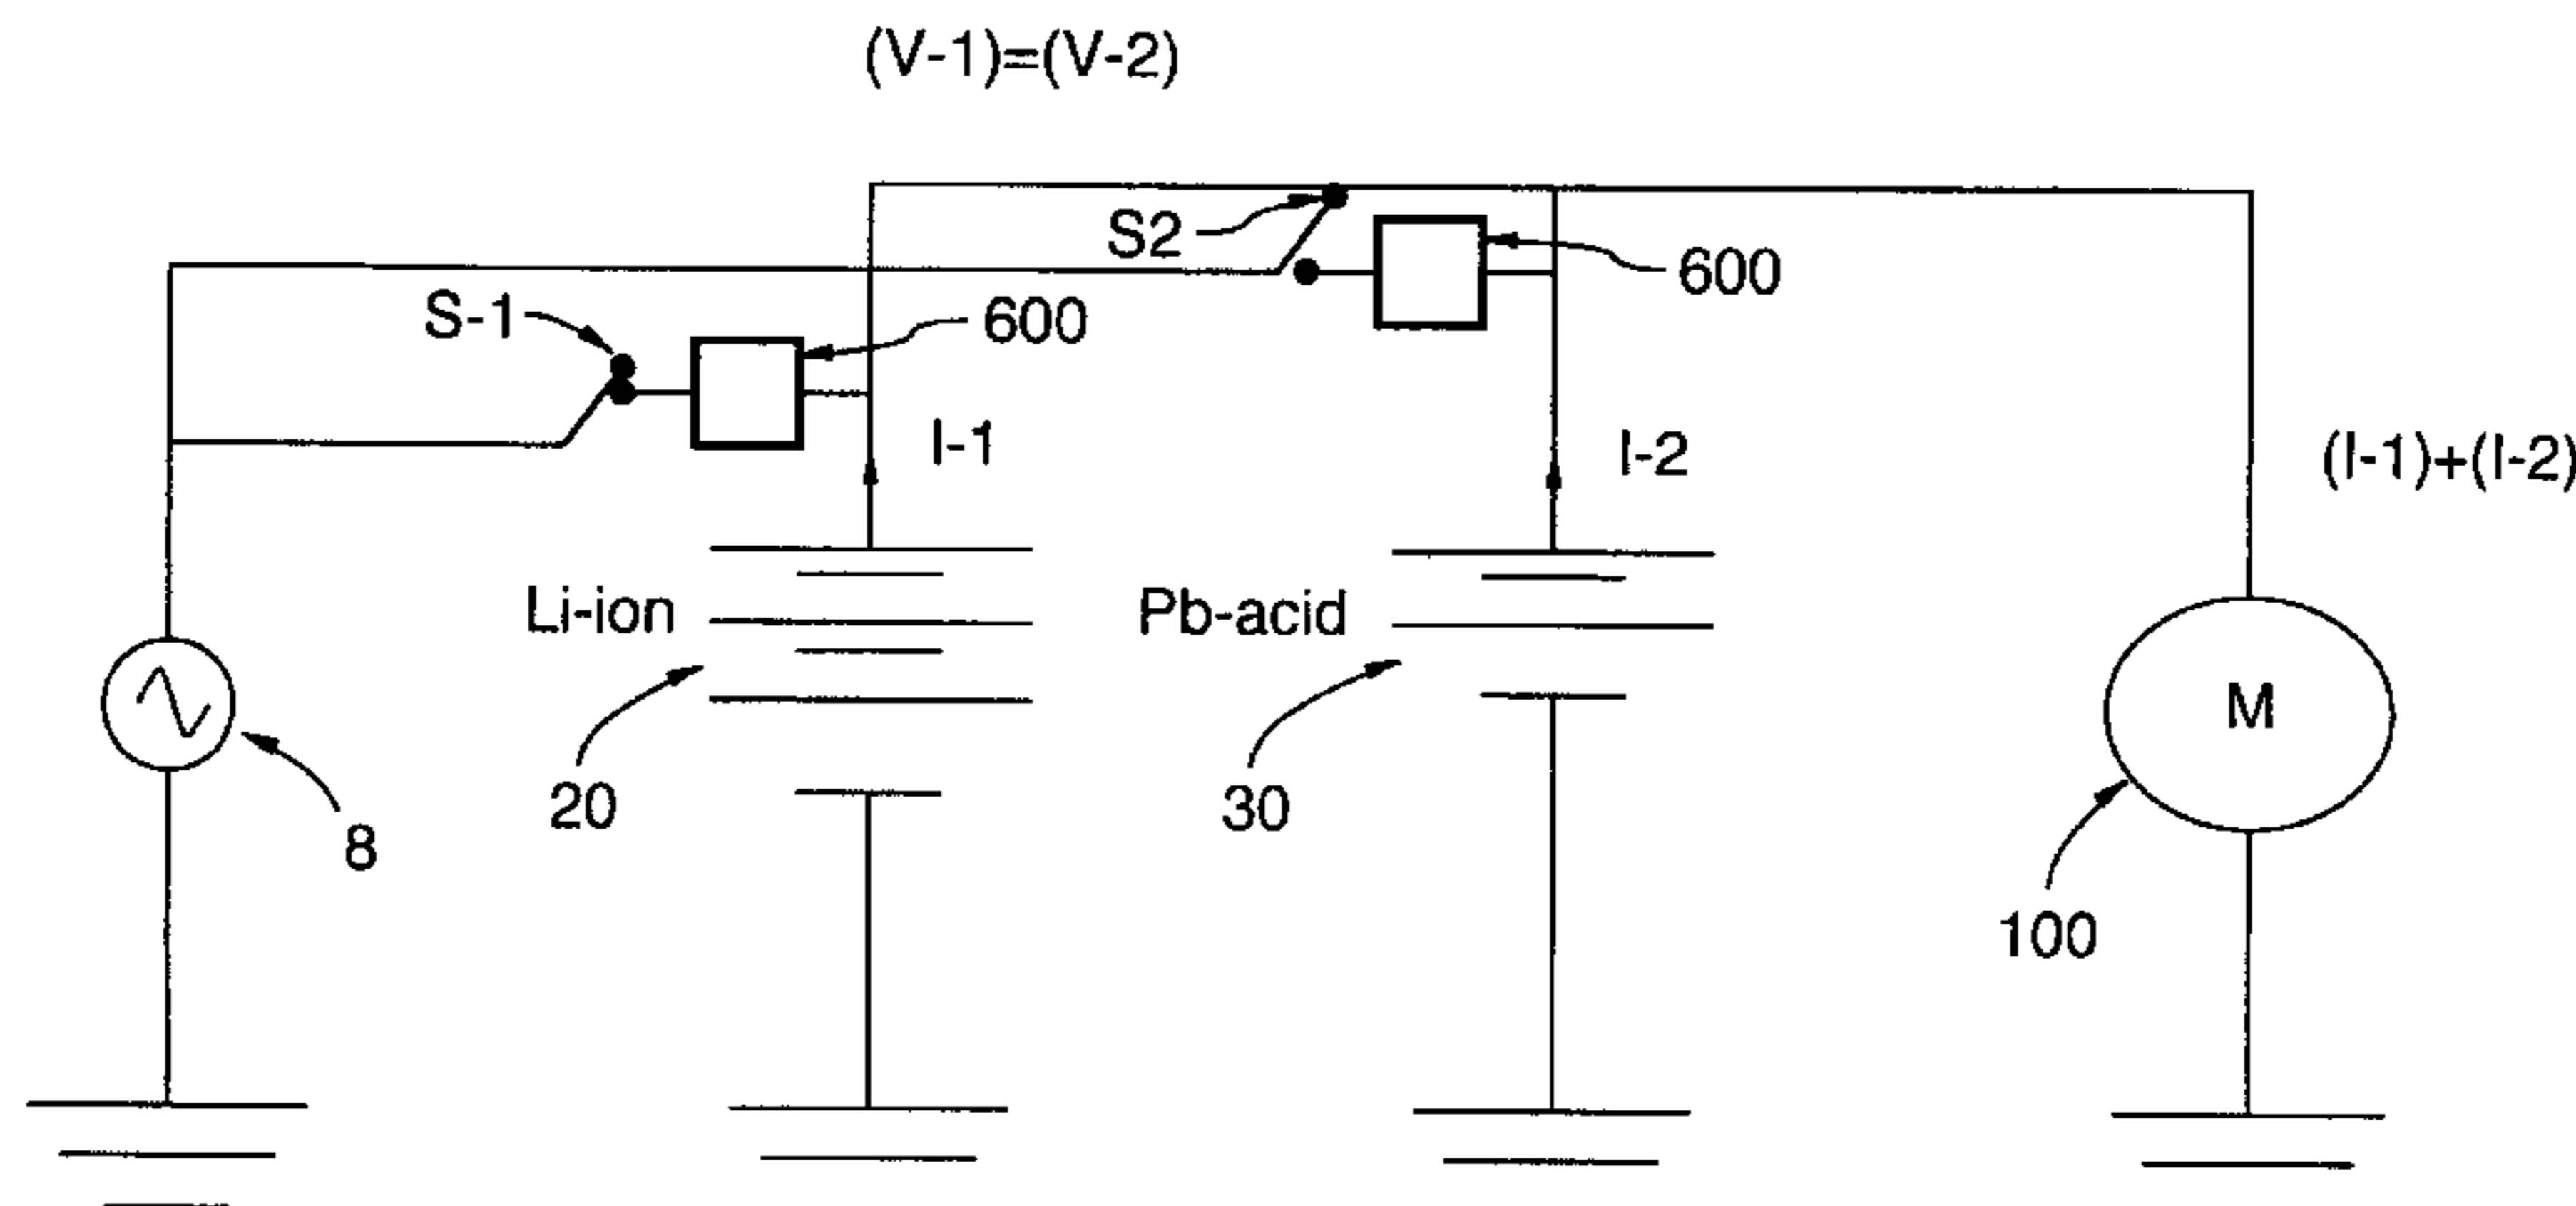 (V-1)=(V-2)
S2
600
S-1
600
I-1
I-2
(I-1)+(I-2)
Li-ion
Pb-acid
M
20
30
8
100